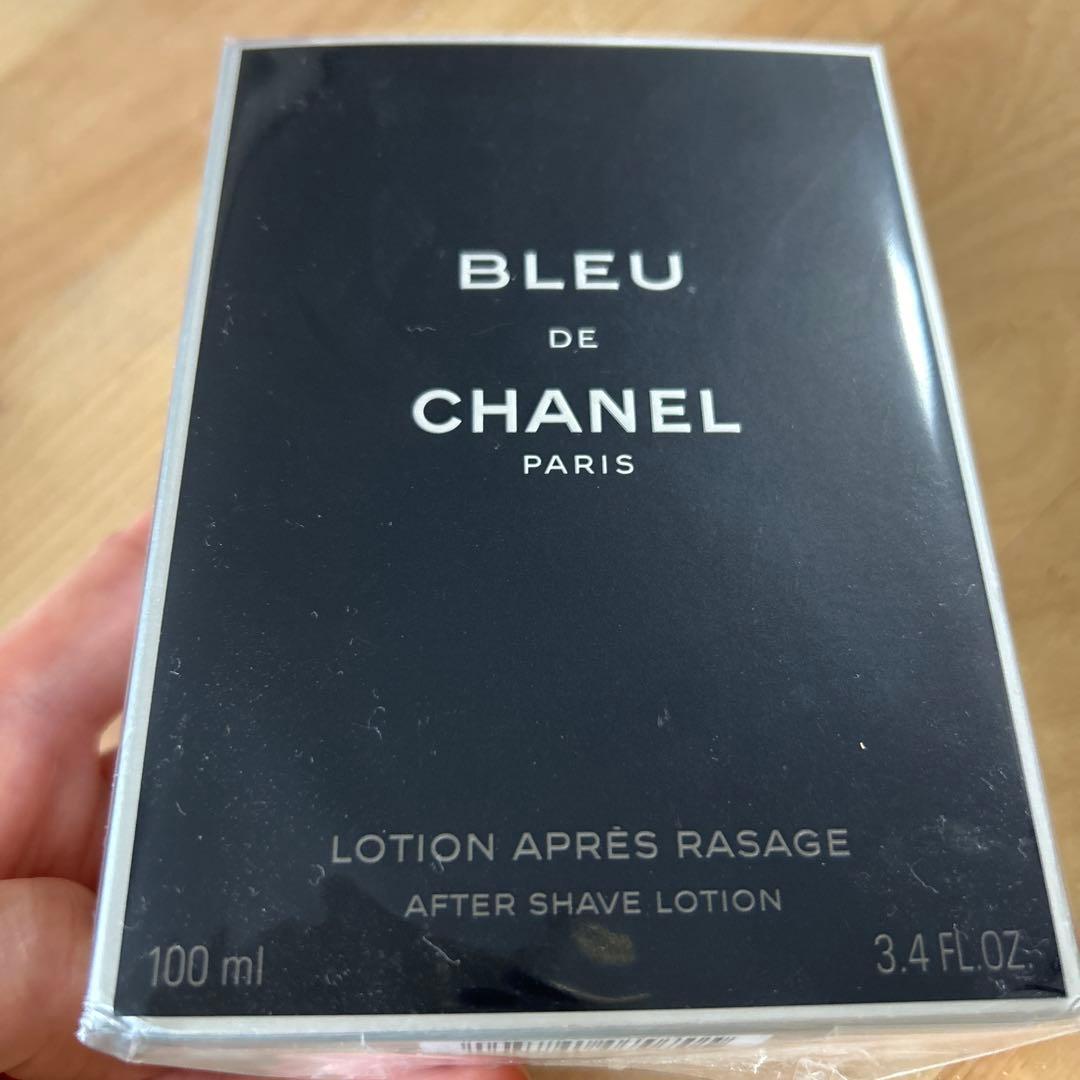 BLEU
DE
CHANEL
PARIS
LOTION APRÈS RASAGE
AFTER SHAVE LOTION
100 ml
3.4 FL.OZ.